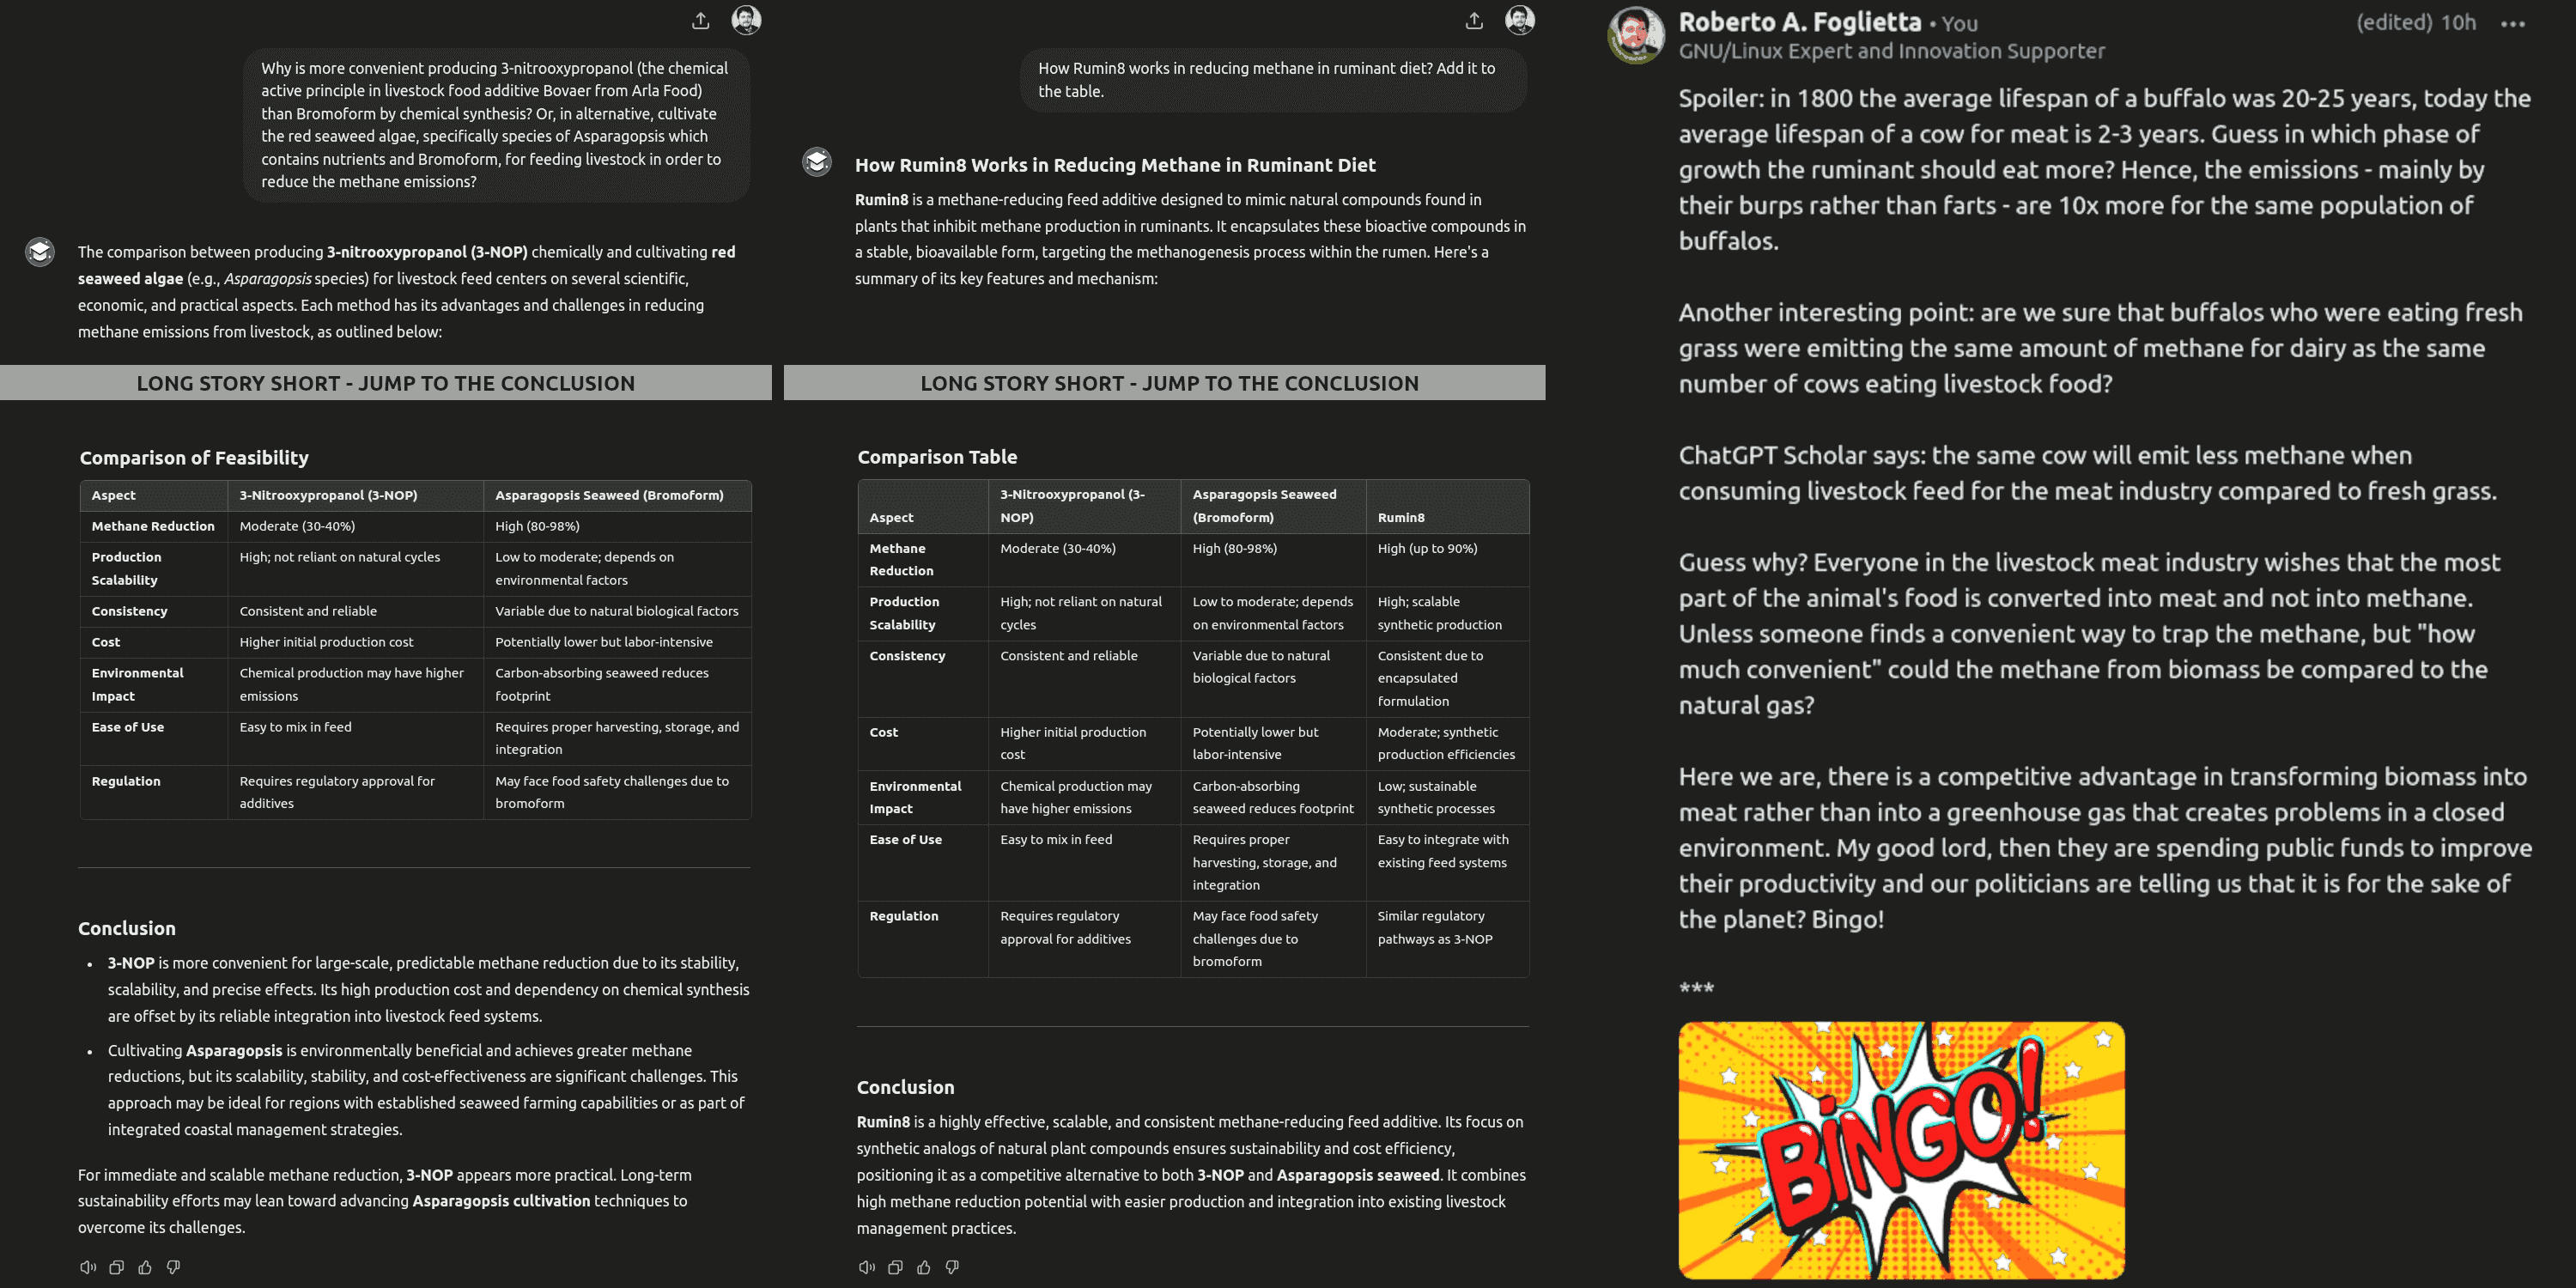 Why is more convenient producing 3-nitrooxypropanol (the chemical
active principle in livestock food additive Bovaer from Arla Food)
than Bromoform by chemical synthesis? Or, in alternative, cultivate
the red seaweed algae, specifically species of Asparagopsis which
contains nutrients and Bromoform, for feeding livestock in order to
reduce the methane emissions?
The comparison between producing 3-nitrooxypropanol (3-NOP) chemically and cultivating red
seaweed algae (e.g., Asparagopsis species) for livestock feed centers on several scientific,
economic, and practical aspects. Each method has its advantages and challenges in reducing
methane emissions from livestock, as outlined below:
LONG STORY SHORT - JUMP TO THE CONCLUSION
Comparison of Feasibility
Aspect 3-Nitrooxypropanol (3-NOP) Asparagopsis Seaweed (Bromoform)
Methane Reduction Moderate (30-40%) High (80-98%)
Production High; not reliant on natural cycles Low to moderate; depends on
Scalability environmental factors
Consistency Consistent and reliable Variable due to natural biological factors
Cost Higher initial production cost Potentially lower but labor-intensive
Environmental Chemical production may have higher Carbon-absorbing seaweed reduces
Impact emissions footprint
Ease of Use Easy to mix in feed Requires proper harvesting, storage, and
integration
Regulation Requires regulatory approval for May face food safety challenges due to
additives bromoform
Conclusion
• 3-NOP is more convenient for large-scale, predictable methane reduction due to its stability,
scalability, and precise effects. Its high production cost and dependency on chemical synthesis
are offset by its reliable integration into livestock feed systems.
• Cultivating Asparagopsis is environmentally beneficial and achieves greater methane
reductions, but its scalability, stability, and cost-effectiveness are significant challenges. This
approach may be ideal for regions with established seaweed farming capabilities or as part of
integrated coastal management strategies.
For immediate and scalable methane reduction, 3-NOP appears more practical. Long-term
sustainability efforts may lean toward advancing Asparagopsis cultivation techniques to
overcome its challenges.
How Rumin8 works in reducing methane in ruminant diet? Add it to
the table.
How Rumin8 Works in Reducing Methane in Ruminant Diet
Rumin8 is a methane-reducing feed additive designed to mimic natural compounds found in
plants that inhibit methane production in ruminants. It encapsulates these bioactive compounds in
a stable, bioavailable form, targeting the methanogenesis process within the rumen. Here's a
summary of its key features and mechanism:
LONG STORY SHORT - JUMP TO THE CONCLUSION
Comparison Table
3-Nitrooxypropanol (3- Asparagopsis Seaweed
Aspect NOP) (Bromoform) Rumin8
Methane Moderate (30-40%) High (80-98%) High (up to 90%)
Reduction
Production High; not reliant on natural Low to moderate; depends High; scalable
Scalability cycles on environmental factors synthetic production
Consistency Consistent and reliable Variable due to natural Consistent due to
biological factors encapsulated
formulation
Cost Higher initial production Potentially lower but Moderate; synthetic
cost labor-intensive production efficiencies
Environmental Chemical production may Carbon-absorbing Low; sustainable
Impact have higher emissions seaweed reduces footprint synthetic processes
Ease of Use Easy to mix in feed Requires proper Easy to integrate with
harvesting, storage, and existing feed systems
integration
Regulation Requires regulatory May face food safety Similar regulatory
approval for additives challenges due to pathways as 3-NOP
bromoform
Conclusion
Rumin8 is a highly effective, scalable, and consistent methane-reducing feed additive. Its focus on
synthetic analogs of natural plant compounds ensures sustainability and cost efficiency,
positioning it as a competitive alternative to both 3-NOP and Asparagopsis seaweed. It combines
high methane reduction potential with easier production and integration into existing livestock
management practices.
Roberto A. Foglietta • You (edited) 10h ...
GNU/Linux Expert and Innovation Supporter
Spoiler: in 1800 the average lifespan of a buffalo was 20-25 years, today the
average lifespan of a cow for meat is 2-3 years. Guess in which phase of
growth the ruminant should eat more? Hence, the emissions - mainly by
their burps rather than farts - are 10x more for the same population of
buffalos.
Another interesting point: are we sure that buffalos who were eating fresh
grass were emitting the same amount of methane for dairy as the same
number of cows eating livestock food?
ChatGPT Scholar says: the same cow will emit less methane when
consuming livestock feed for the meat industry compared to fresh grass.
Guess why? Everyone in the livestock meat industry wishes that the most
part of the animal's food is converted into meat and not into methane.
Unless someone finds a convenient way to trap the methane, but "how
much convenient" could the methane from biomass be compared to the
natural gas?
Here we are, there is a competitive advantage in transforming biomass into
meat rather than into a greenhouse gas that creates problems in a closed
environment. My good lord, then they are spending public funds to improve
their productivity and our politicians are telling us that it is for the sake of
the planet? Bingo!
***
BINGO!